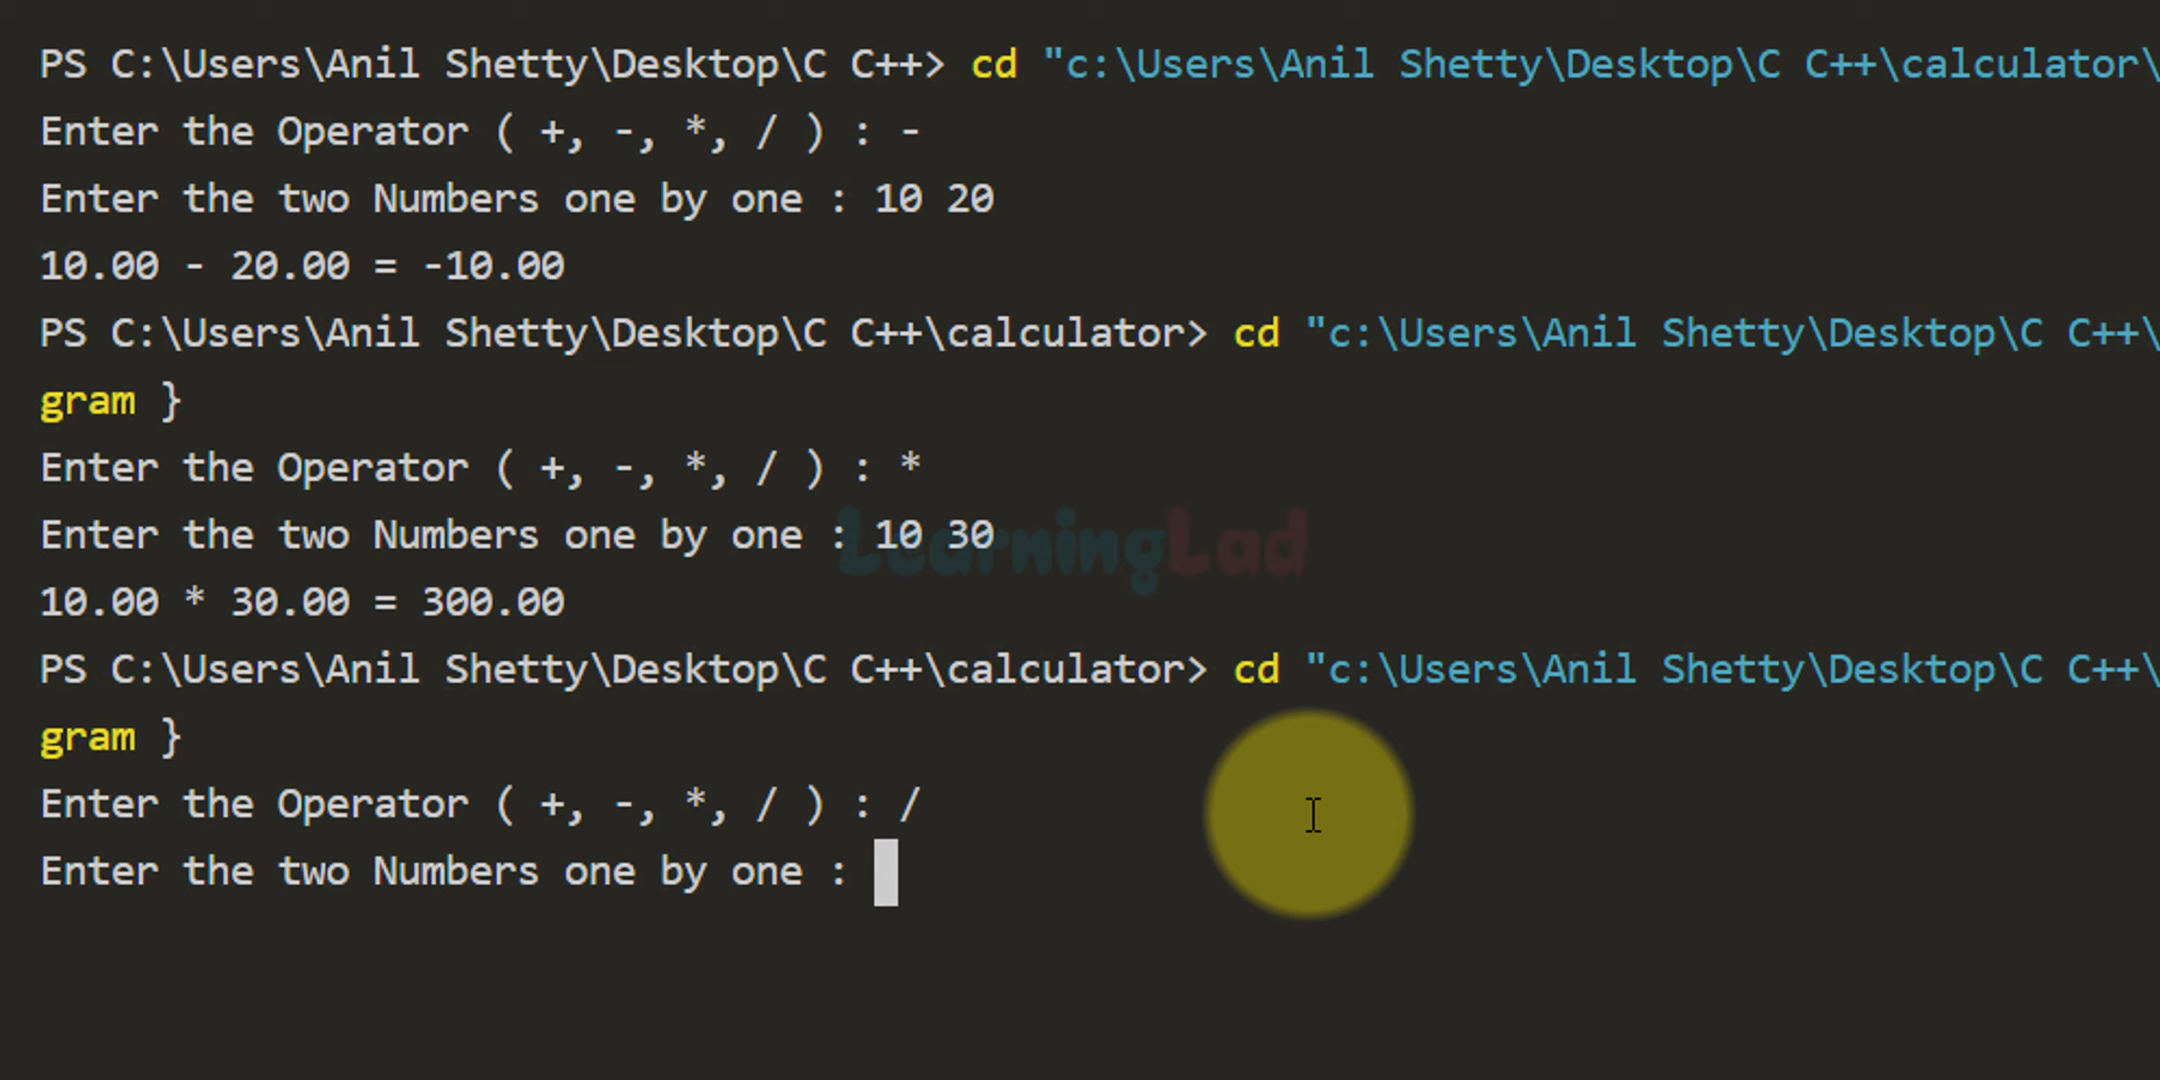 PS C:\Users\Anil Shetty\Desktop\C C++> cd "c:\Users\Anil Shetty\Desktop\C C++\calculator\
Enter the Operator ( +, -, *, / ) : -
Enter the two Numbers one by one : 10 20
10.00 - 20.00 = -10.00
PS C:\Users\Anil Shetty\Desktop\C C++\calculator> cd "c:\Users\Anil Shetty\Desktop\C C++\
gram }
Enter the Operator ( +, -, *, / ) : *
Enter the two Numbers one by one : 10 30
LearningLad
10.00 * 30.00 = 300.00
PS C:\Users\Anil Shetty\Desktop\C C++\calculator> cd "c:\Users\Anil Shetty\Desktop\C C++\
gram }
Enter the Operator ( +, -, *, / ) : /
Enter the two Numbers one by one :